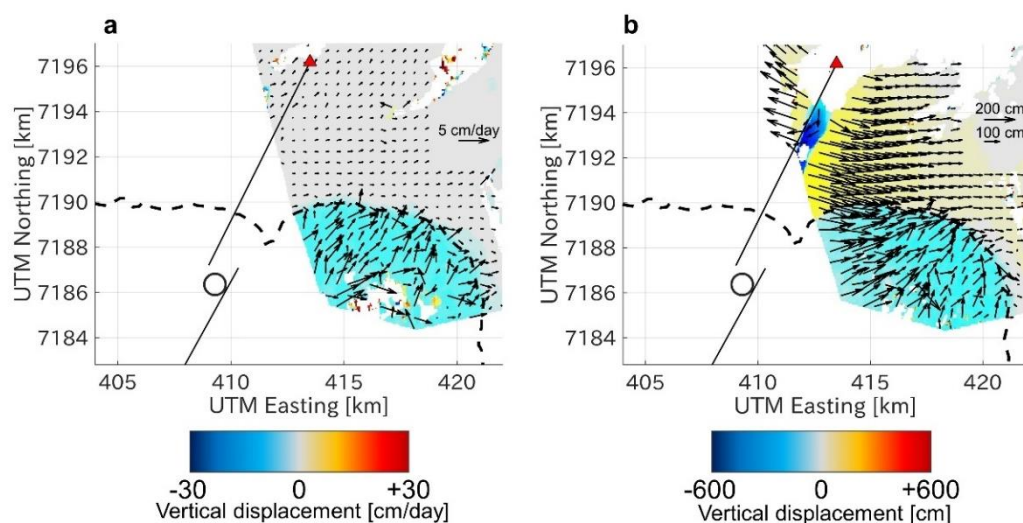 a
7196
7194
7192
7190
7188
7186
7184
UTM Northing [km]
5 cm/day
405
410
415
420
UTM Easting [km]
-30
0
+30
Vertical displacement [cm/day]
b
7196
7194
7192
7190
7188
7186
7184
UTM Northing [km]
200 cm
100 cm
405
410
415
420
UTM Easting [km]
-600
0
+600
Vertical displacement [cm]